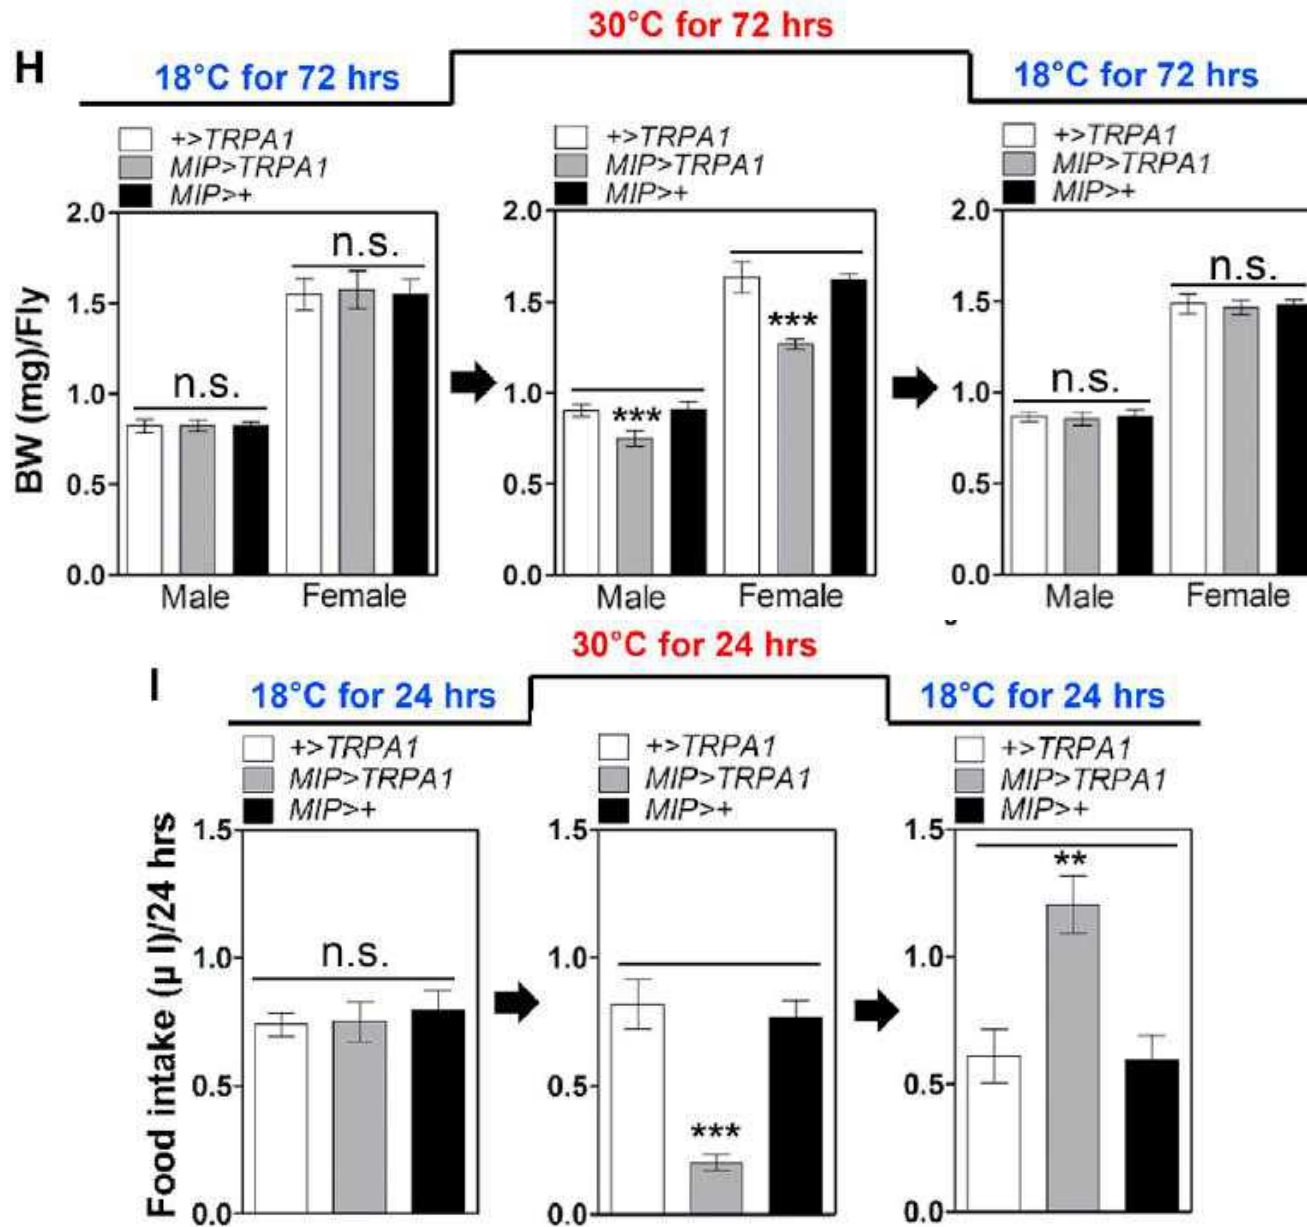 H
30°C for 72 hrs
18°C for 72 hrs
18°C for 72 hrs
+>TRPA1
MIP>TRPA1
MIP>+
+>TRPA1
MIP>TRPA1
MIP>+
+>TRPA1
MIP>TRPA1
MIP>+
BW (mg)/Fly
2.0
1.5
1.0
0.5
0.0
n.s.
n.s.
Male
Female
2.0
1.5
1.0
0.5
0.0
***
***
Male
Female
2.0
1.5
1.0
0.5
0.0
n.s.
n.s.
Male
Female
I
30°C for 24 hrs
18°C for 24 hrs
18°C for 24 hrs
+>TRPA1
MIP>TRPA1
MIP>+
+>TRPA1
MIP>TRPA1
MIP>+
+>TRPA1
MIP>TRPA1
MIP>+
Food intake (μ l)/24 hrs
1.5
1.0
0.5
0.0
n.s.
1.5
1.0
0.5
0.0
***
1.5
1.0
0.5
0.0
**